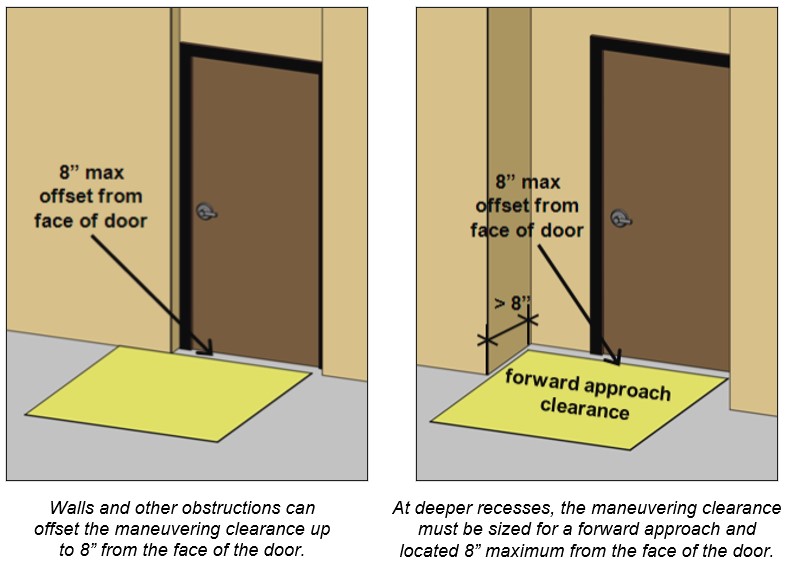 8” max
offset from
face of door
8” max
offset from
face of door
> 8”
forward approach
clearance
Walls and other obstructions can
offset the maneuvering clearance up
to 8” from the face of the door.
At deeper recesses, the maneuvering clearance
must be sized for a forward approach and
located 8” maximum from the face of the door.